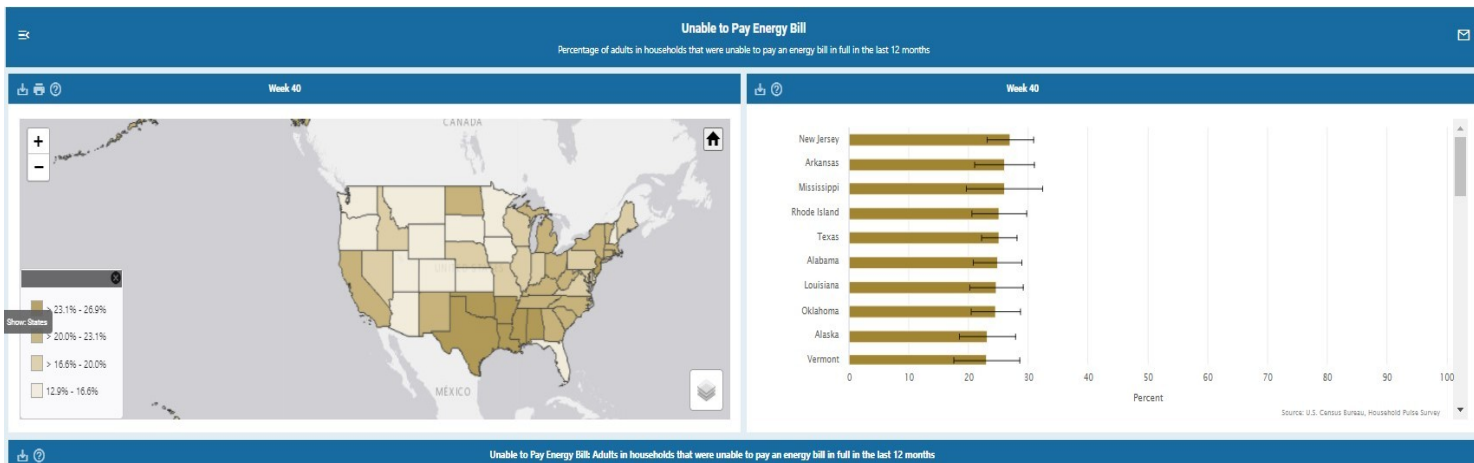 Unable to Pay Energy Bill
Percentage of adults in households that were unable to pay an energy bill in full in the last 12 months
Week 40
CANADA
+
−
MÉXICO
> 23.1% - 26.9%
Show: States
> 20.0% - 23.1%
> 16.6% - 20.0%
12.9% - 16.6%
Week 40
New Jersey
Arkansas
Mississippi
Rhode Island
Texas
Alabama
Louisiana
Oklahoma
Alaska
Vermont
0 10 20 30 40 50 60 70 80 90 100
Percent
Source: U.S. Census Bureau, Household Pulse Survey
Unable to Pay Energy Bill: Adults in households that were unable to pay an energy bill in full in the last 12 months